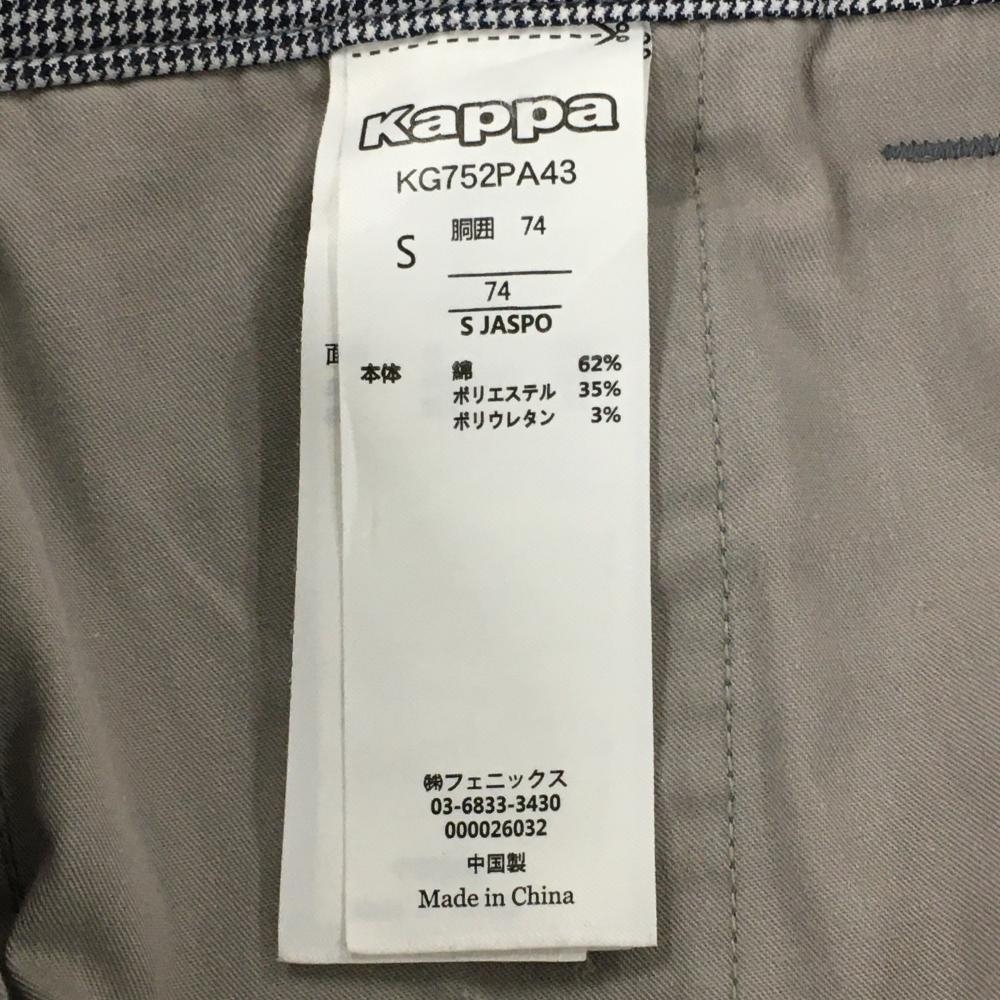 Kappa
KG752PA43
S 胴囲 74
74
S JASPO
面
本体 綿 62%
ポリエステル 35%
ポリウレタン 3%
㈱フェニックス
03-6833-3430
000026032
中国製
Made in China